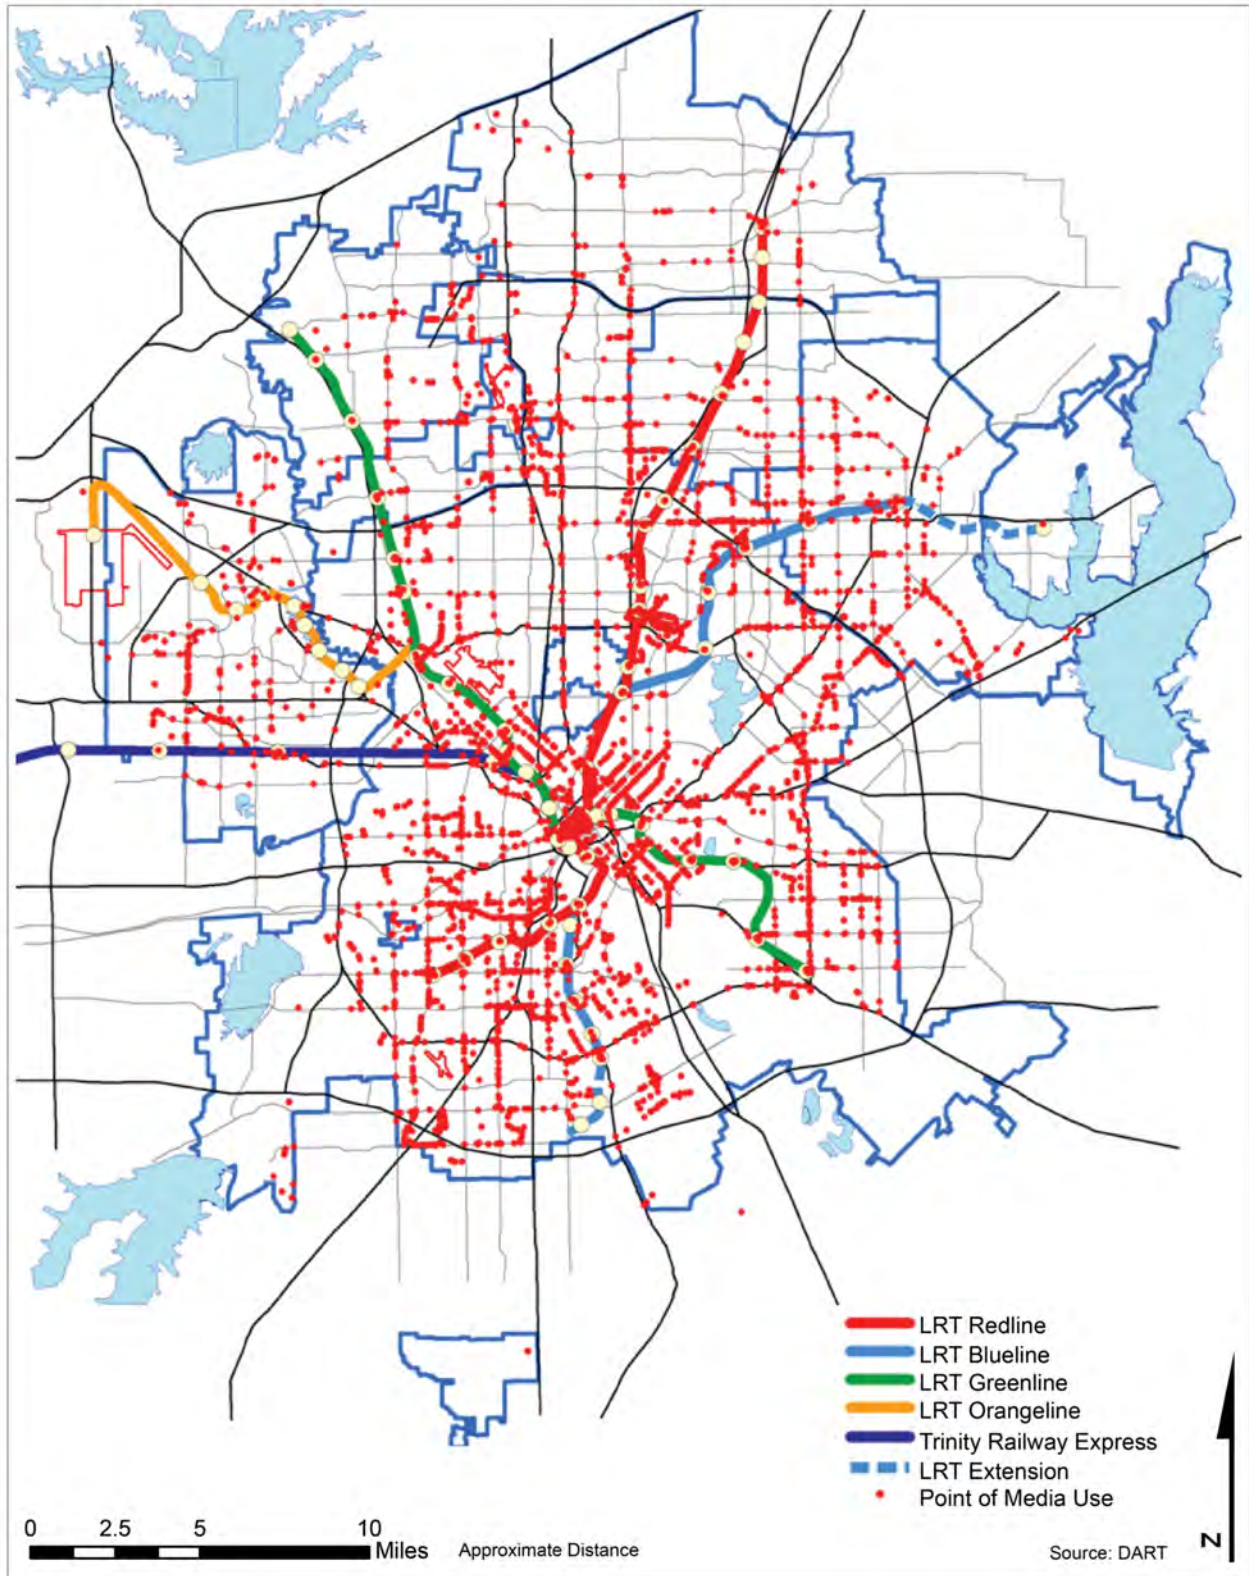 LRT Redline
LRT Blueline
LRT Greenline
LRT Orangeline
Trinity Railway Express
LRT Extension
Point of Media Use
0 2.5 5 10
Miles Approximate Distance
Source: DART
N